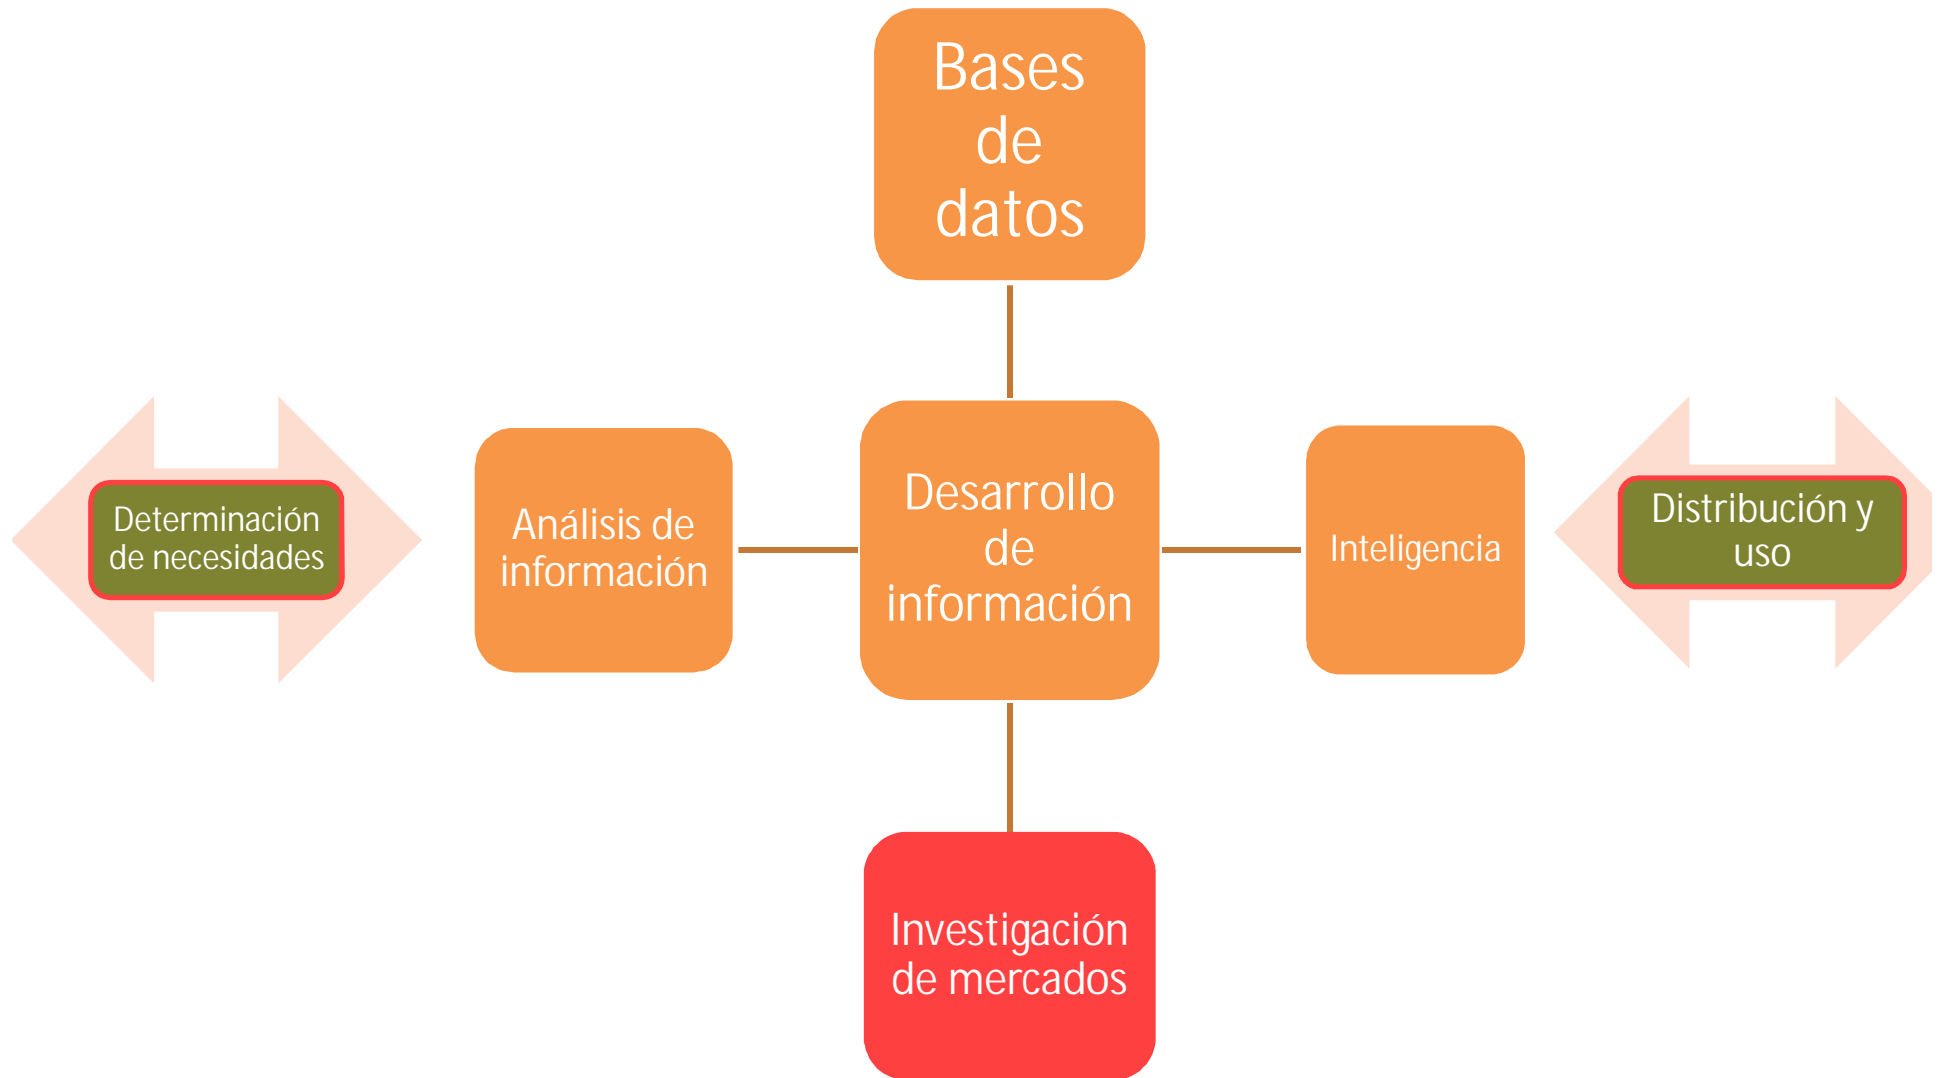 Bases
de
datos
Determinación
de necesidades
Análisis de
información
Desarrollo
de
información
Inteligencia
Distribución y
uso
Investigación
de mercados